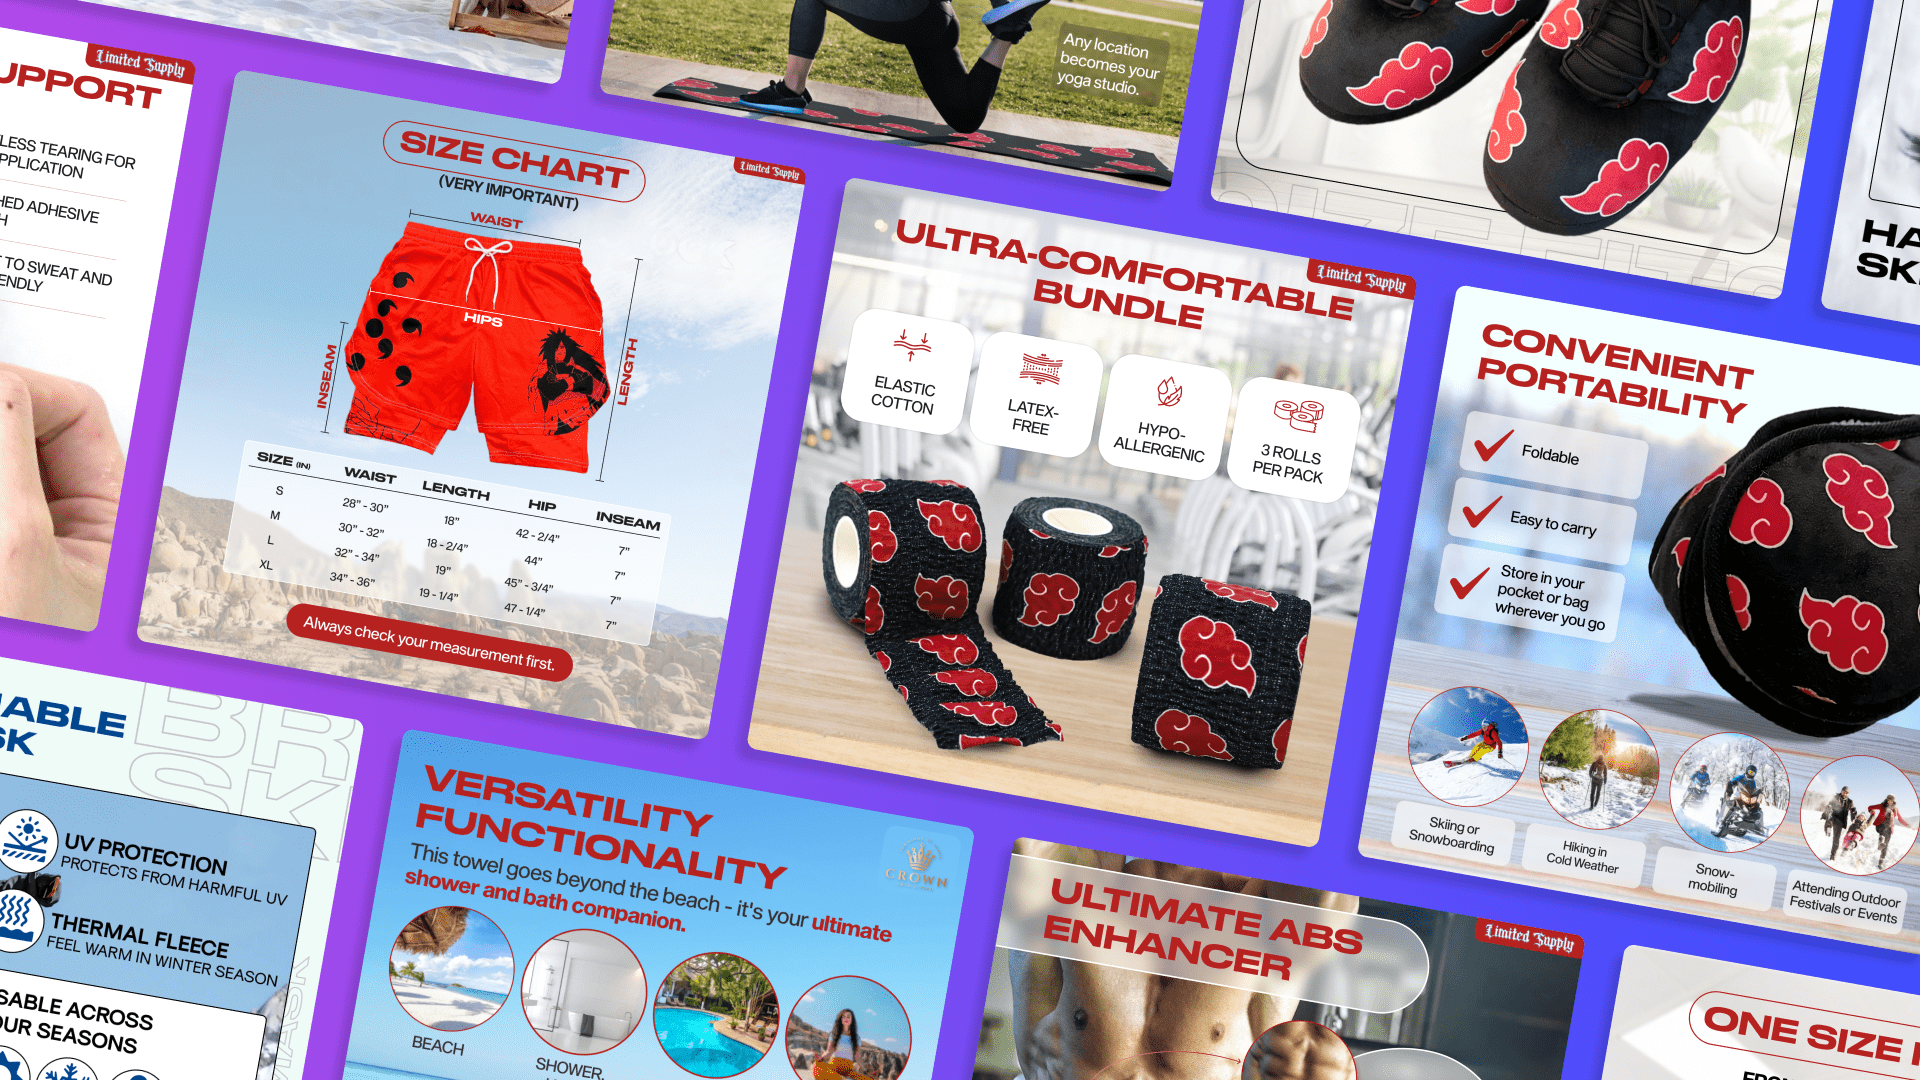 Limited Supply
UPPORT
LESS TEARING FOR
PPLICATION
HED ADHESIVE
H
T TO SWEAT AND
ENDLY
SIZE CHART
(VERY IMPORTANT)
Limited Supply
WAIST
HIPS
INSEAM
LENGTH
SIZE (IN) WAIST LENGTH HIP INSEAM
S 28” - 30” 18” 42 - 2/4” 7”
M 30” - 32” 18 - 2/4” 44” 7”
L 32” - 34” 19” 45” - 3/4” 7”
XL 34” - 36” 19 - 1/4” 47 - 1/4” 7”
Always check your measurement first.
Any location
becomes your
yoga studio.
ULTRA-COMFORTABLE
BUNDLE
Limited Supply
ELASTIC
COTTON
LATEX-
FREE
HYPO-
ALLERGENIC
3 ROLLS
PER PACK
HA
SK
CONVENIENT
PORTABILITY
Foldable
Easy to carry
Store in your
pocket or bag
wherever you go
Skiing or
Snowboarding
Hiking in
Cold Weather
Snow-
mobiling
Attending Outdoor
Festivals or Events
IABLE
SK
BR
SK
UV PROTECTION
PROTECTS FROM HARMFUL UV
THERMAL FLEECE
FEEL WARM IN WINTER SEASON
SABLE ACROSS
OUR SEASONS
MASK
VERSATILITY
FUNCTIONALITY
This towel goes beyond the beach - it's your ultimate
shower and bath companion.
CROWN
BEACH
SHOWER,
ULTIMATE ABS
ENHANCER
Limited Supply
ONE SIZE